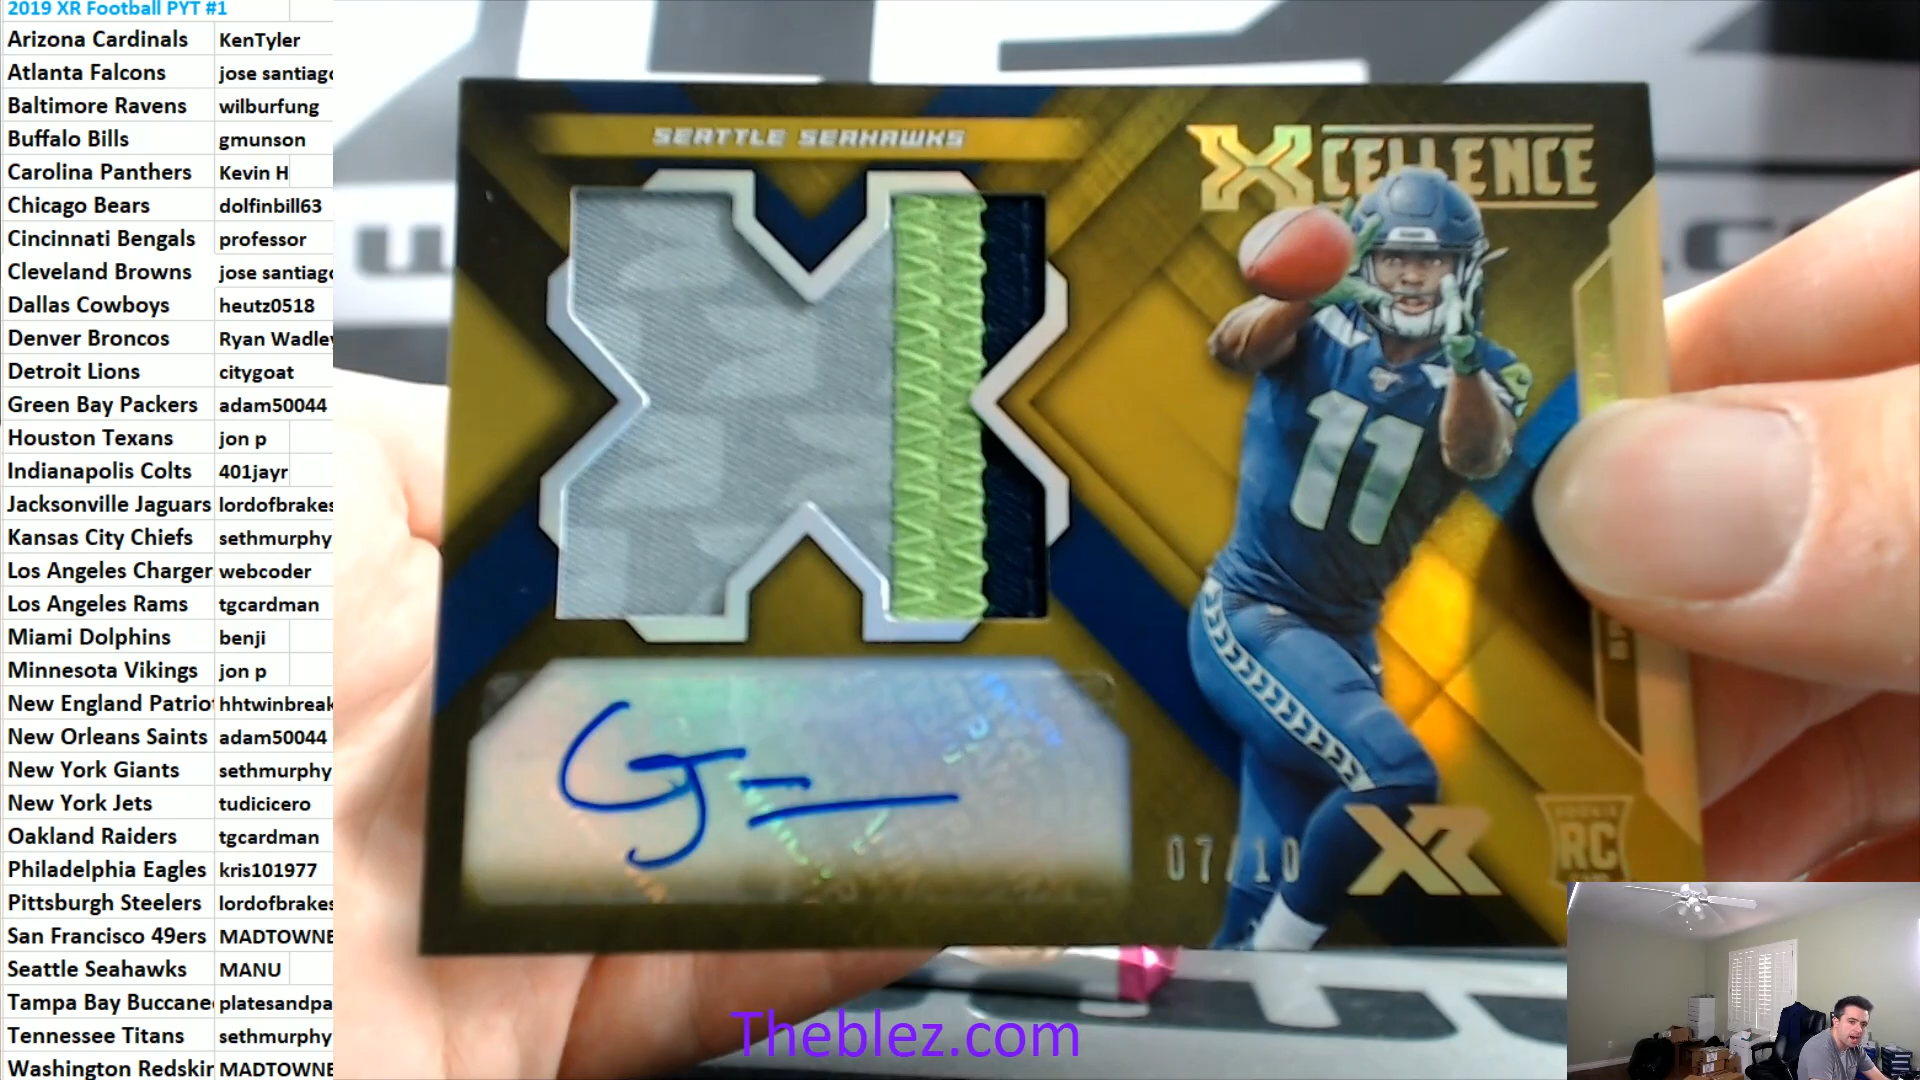 2019 XR Football PYT #1
Arizona Cardinals KenTyler
Atlanta Falcons jose santiago
Baltimore Ravens wilburfung
Buffalo Bills gmunson
Carolina Panthers Kevin H
Chicago Bears dolfinbill63
Cincinnati Bengals professor
Cleveland Browns jose santiago
Dallas Cowboys heutz0518
Denver Broncos Ryan Wadley
Detroit Lions citygoat
Green Bay Packers adam50044
Houston Texans jon p
Indianapolis Colts 401jayr
Jacksonville Jaguars lordofbrakes
Kansas City Chiefs sethmurphy
Los Angeles Charger webcoder
Los Angeles Rams tgcardman
Miami Dolphins benji
Minnesota Vikings jon p
New England Patriot hhtwinbreak
New Orleans Saints adam50044
New York Giants sethmurphy
New York Jets tudicicero
Oakland Raiders tgcardman
Philadelphia Eagles kris101977
Pittsburgh Steelers lordofbrakes
San Francisco 49ers MADTOWNE
Seattle Seahawks MANU
Tampa Bay Buccanee platesandpa
Tennessee Titans sethmurphy
Washington Redskin MADTOWNE
SEATTLE SEAHAWKS
XCELLENCE
11
07/10
XR
ROOKIE
RC
Theblez.com